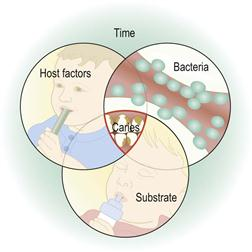 Time
Host factors
Bacteria
Caries
Substrate